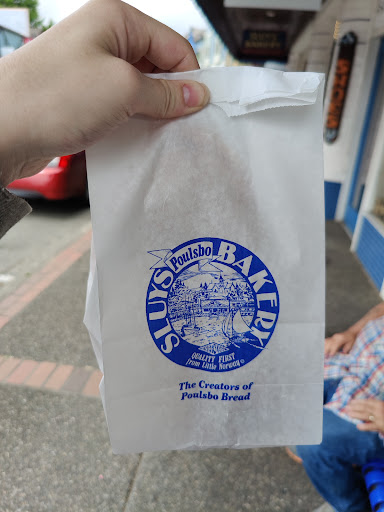 SLUYS Poulsbo BAKERY
QUALITY FIRST
from Little Norway
The Creators of
Poulsbo Bread